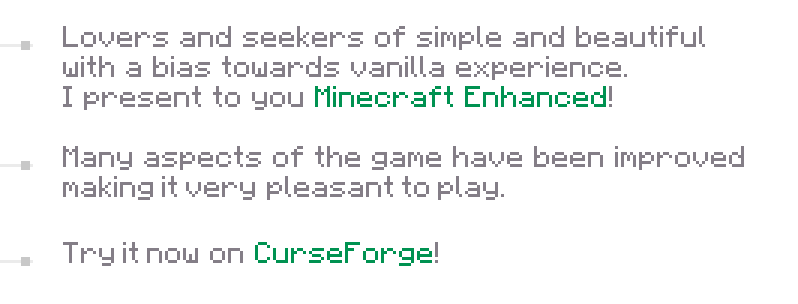 Lovers and seekers of simple and beautiful
with a bias towards vanilla experience.
I present to you Minecraft Enhanced!
Many aspects of the game have been improved
making it very pleasant to play.
Try it now on CurseForge!